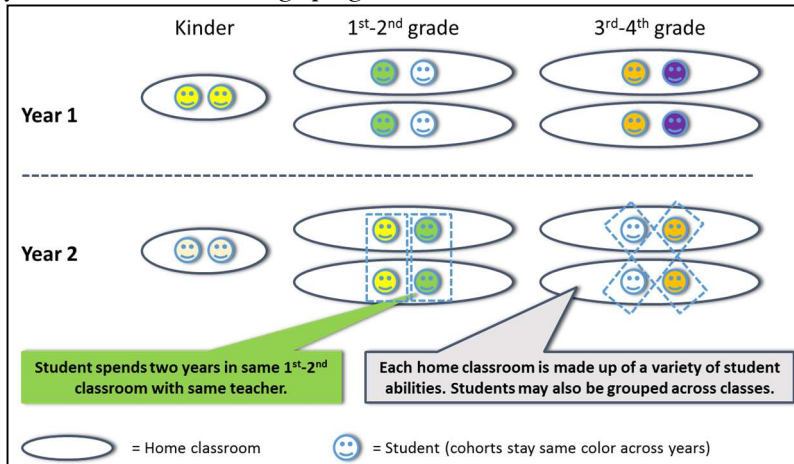 Kinder
1st-2nd grade
3rd-4th grade
Year 1
Year 2
Student spends two years in same 1st-2nd
classroom with same teacher.
Each home classroom is made up of a variety of student
abilities. Students may also be grouped across classes.
= Home classroom
= Student (cohorts stay same color across years)